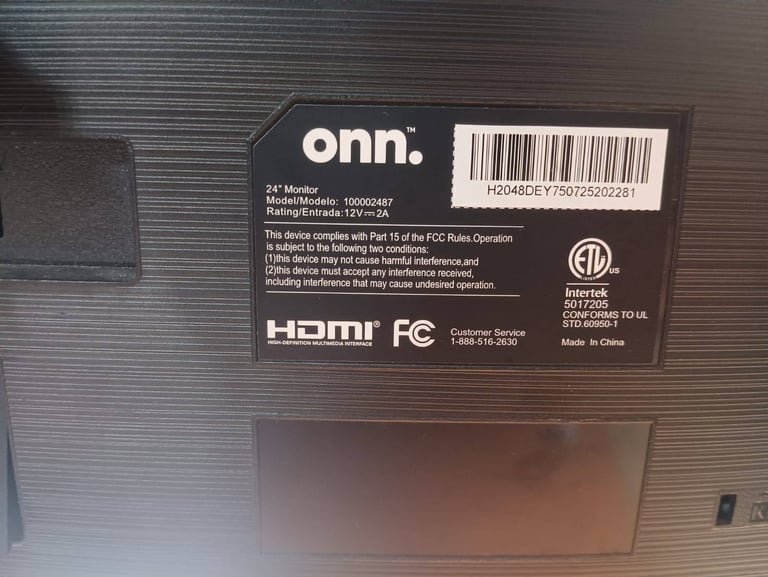 onn.™
H2048DEY750725202281
24" Monitor
Model/Modelo: 100002487
Rating/Entrada:12V⎓2A
This device complies with Part 15 of the FCC Rules.Operation
is subject to the following two conditions:
(1)this device may not cause harmful interference,and
(2)this device must accept any interference received,
including interference that may cause undesired operation.
ETL US
INTERTEK
Intertek
5017205
CONFORMS TO UL
STD.60950-1
HDMI®
HIGH-DEFINITION MULTIMEDIA INTERFACE
FC
Customer Service
1-888-516-2630
Made In China
K